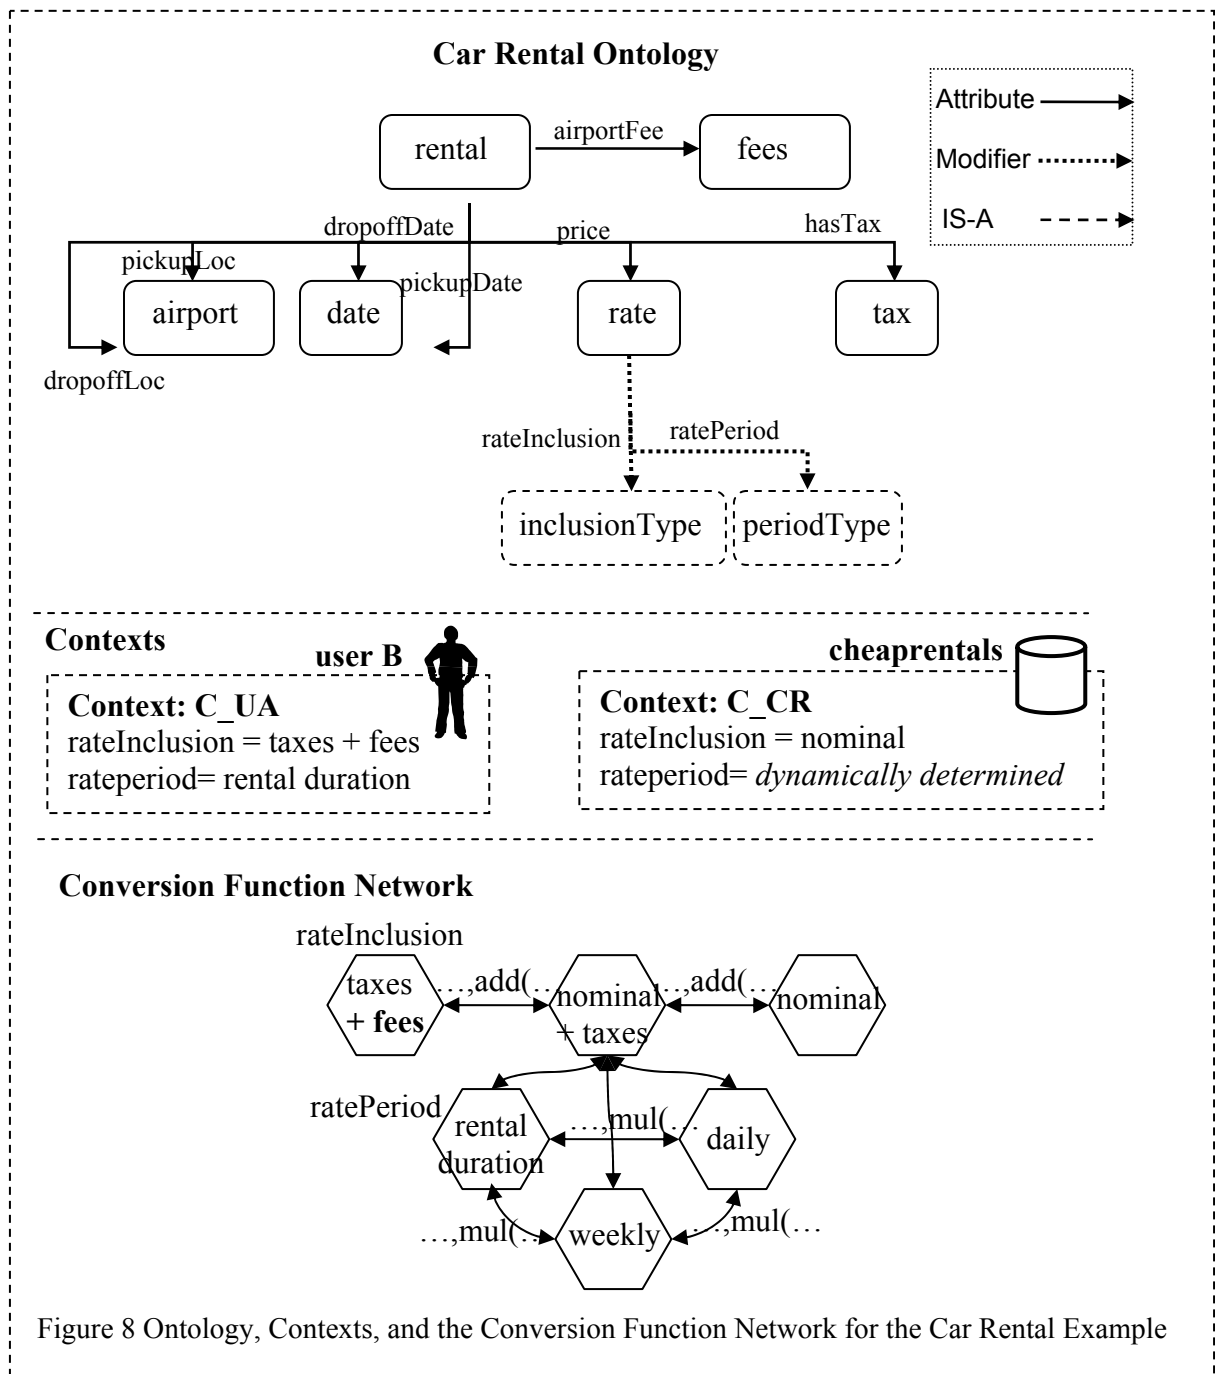 Car Rental Ontology
Attribute
Modifier
IS-A
rental
airportFee
fees
dropoffDate
price
hasTax
pickupLoc
pickupDate
airport
date
rate
tax
dropoffLoc
rateInclusion
ratePeriod
inclusionType
periodType
Contexts
user B
Context: C_UA
rateInclusion = taxes + fees
rateperiod= rental duration
cheaprentals
Context: C_CR
rateInclusion = nominal
rateperiod= dynamically determined
Conversion Function Network
rateInclusion
taxes
+ fees
…,add(…
nominal
+ taxes
…,add(…
nominal
ratePeriod
rental
duration
…,mul(…
daily
…,mul(…
weekly
…,mul(…
Figure 8 Ontology, Contexts, and the Conversion Function Network for the Car Rental Example